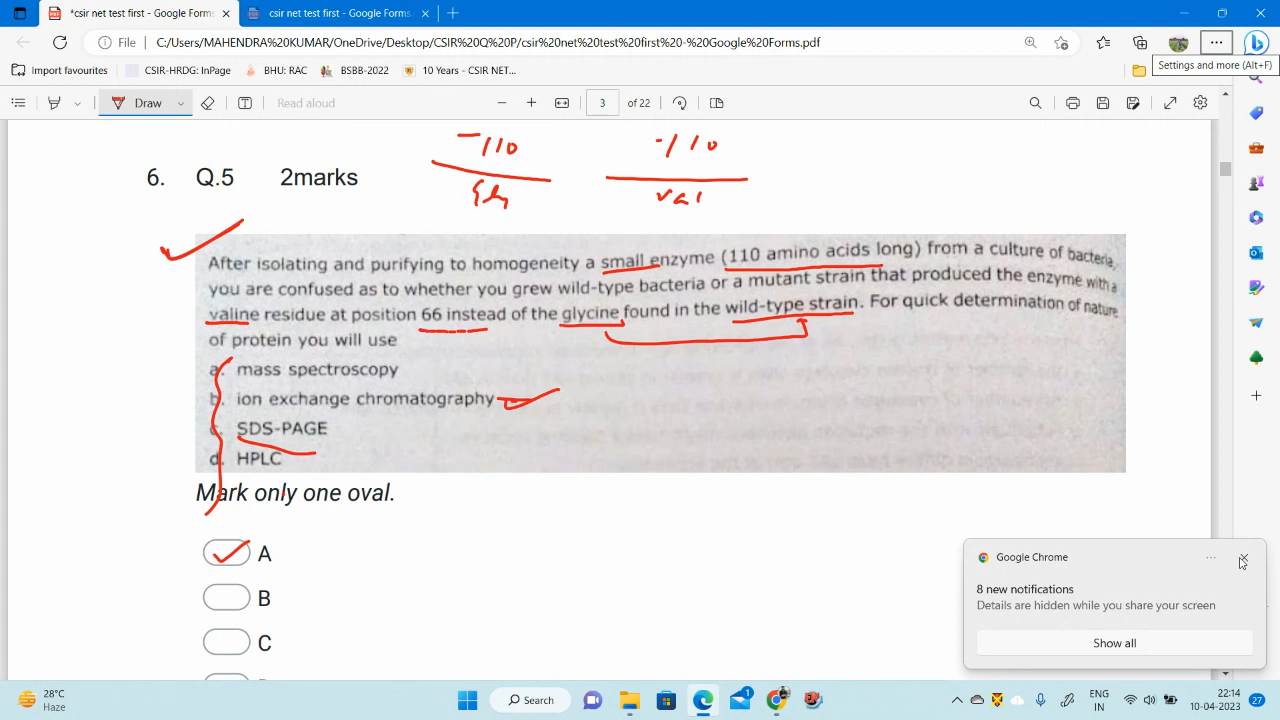 *csir net test first - Google Forms
csir net test first - Google Forms
File
C:/Users/MAHENDRA%20KUMAR/OneDrive/Desktop/CSIR%20Q%20P/csir%20net%20test%20first%20-%20Google%20Forms.pdf
Settings and more (Alt+F)
Import favourites
CSIR-HRDG: InPage
BHU: RAC
BSBB-2022
10 Years - CSIR NET...
Draw
Read aloud
3
of 22
110
110
gly
val
6. Q.5 2marks
After isolating and purifying to homogeneity a small enzyme (110 amino acids long) from a culture of bacteria,
you are confused as to whether you grew wild-type bacteria or a mutant strain that produced the enzyme with a
valine residue at position 66 instead of the glycine found in the wild-type strain. For quick determination of nature
of protein you will use
a. mass spectroscopy
b. ion exchange chromatography
c. SDS-PAGE
d. HPLC
Mark only one oval.
A
B
C
Google Chrome
8 new notifications
Details are hidden while you share your screen
Show all
28°C
Haze
Search
1
ENG
IN
22:14
10-04-2023
27